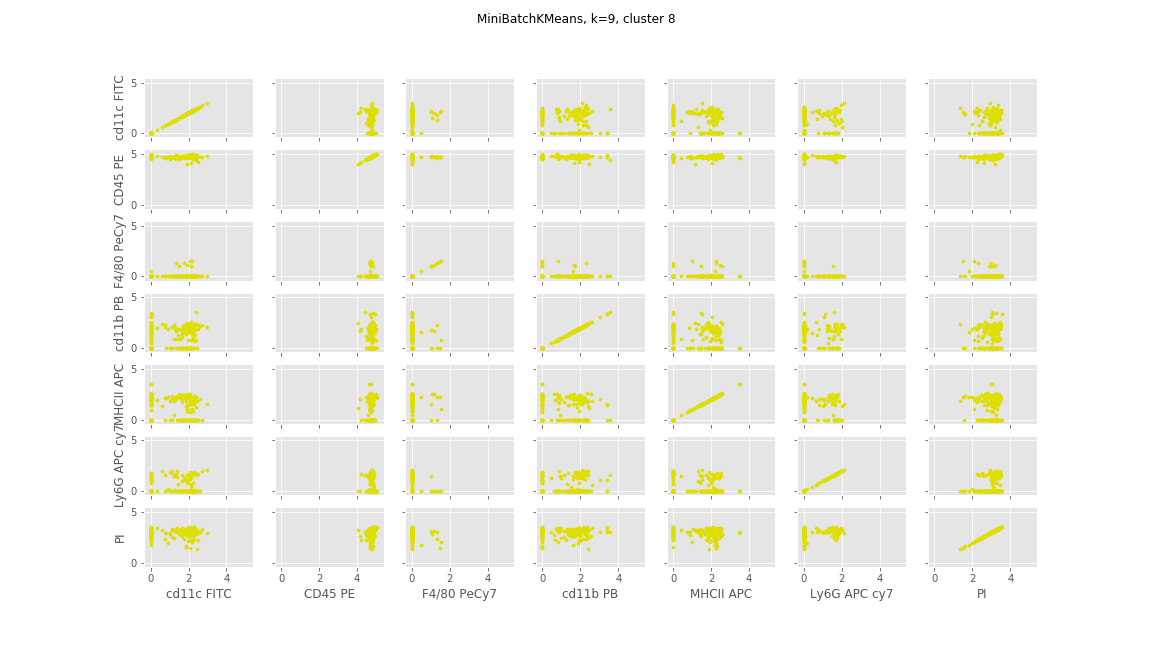 MiniBatchKMeans, k=9, cluster 8
cd11c FITC
5
0
CD45 PE
5
0
F4/80 PeCy7
5
0
cd11b PB
5
0
MHCII APC
5
0
Ly6G APC cy7
5
0
PI
5
0
0 2 4 0 2 4 0 2 4 0 2 4 0 2 4 0 2 4 0 2 4
cd11c FITC CD45 PE F4/80 PeCy7 cd11b PB MHCII APC Ly6G APC cy7 PI